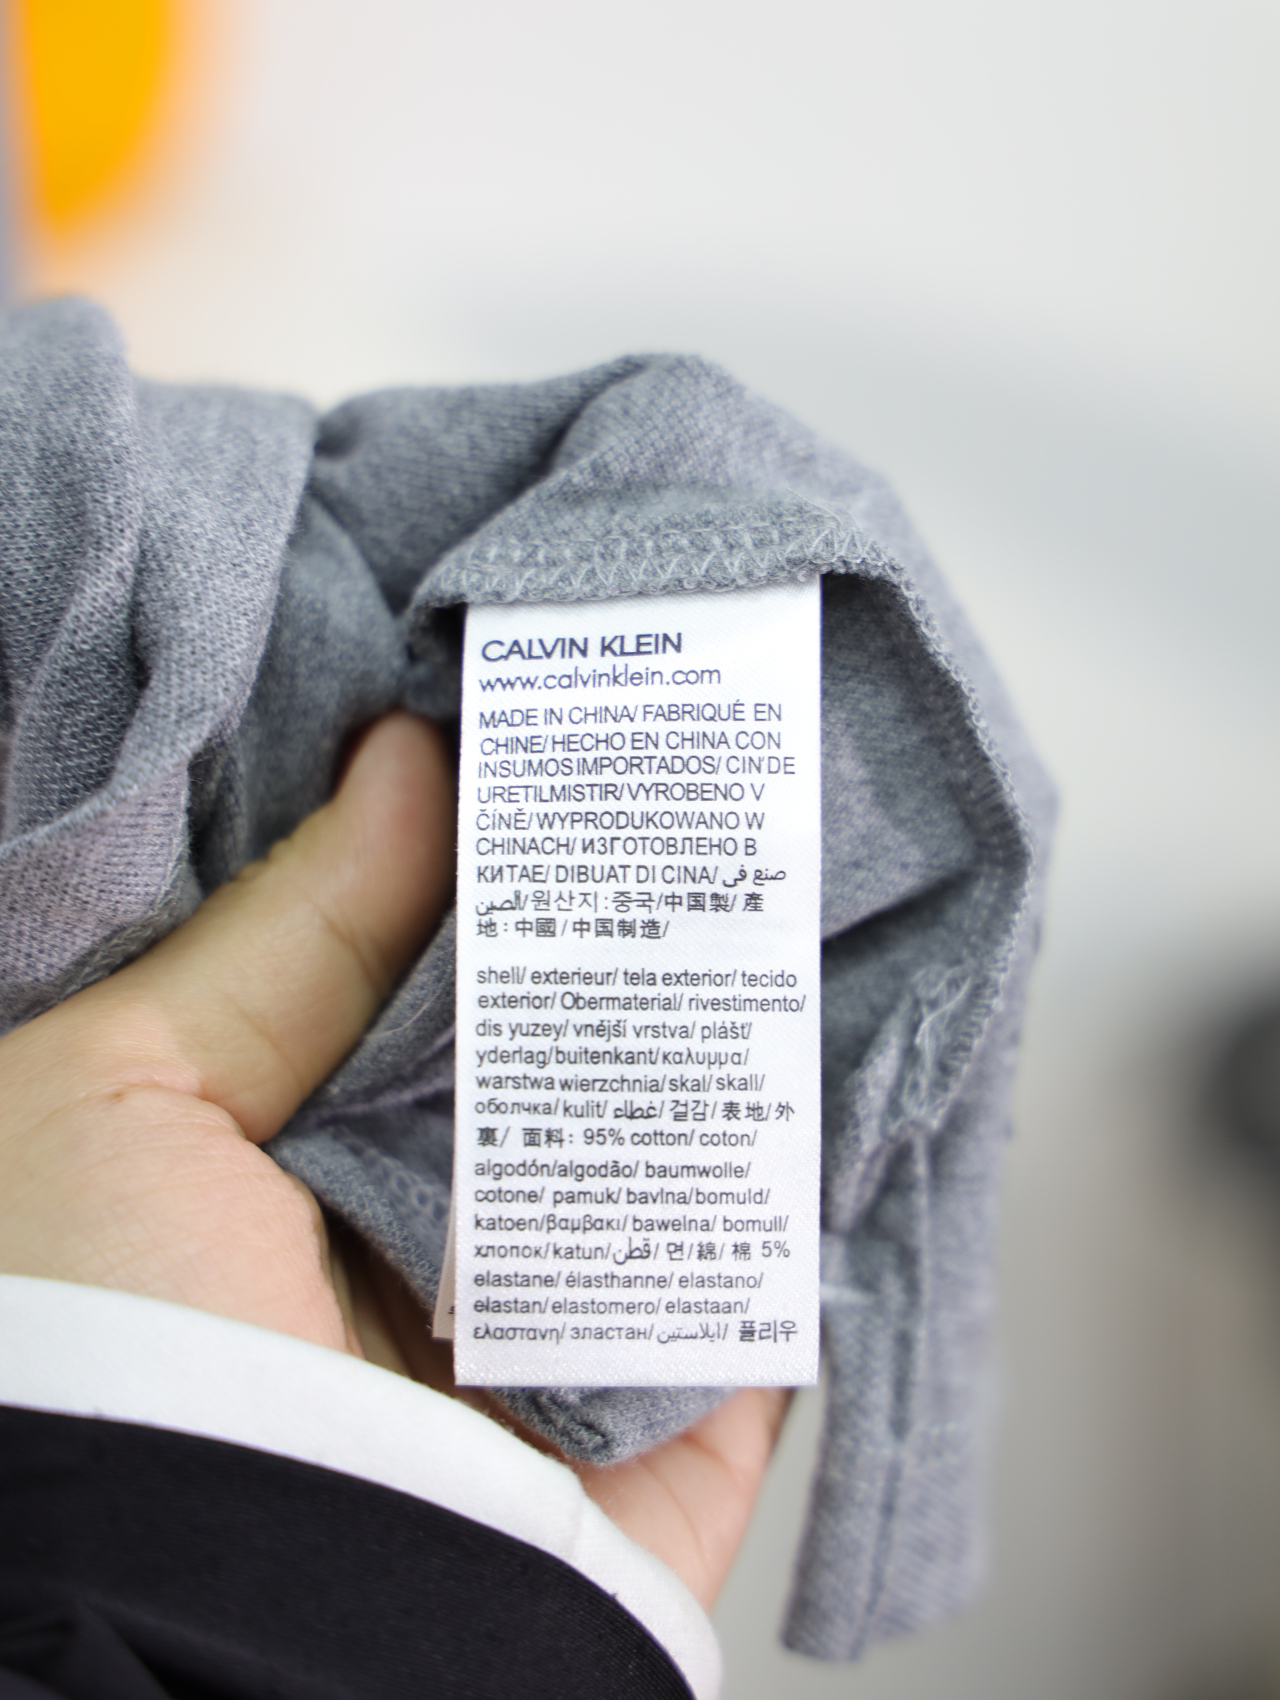 CALVIN KLEIN
www.calvinklein.com
MADE IN CHINA/ FABRIQUÉ EN
CHINE/ HECHO EN CHINA CON
INSUMOS IMPORTADOS/ CIN'DE
URETILMISTIR/ VYROBENO V
ČÍNĚ/ WYPRODUKOWANO W
CHINACH/ ИЗГОТОВЛЕНО В
КИТАЕ/ DIBUAT DI CINA/ صنع في
الصين/원산지:중국/中国製/ 產
地:中國/中国制造/
shell/ exterieur/ tela exterior/ tecido
exterior/ Obermaterial/ rivestimento/
dis yuzey/ vnější vrstva/ plášť/
yderlag/buitenkant/καλυμμα/
warstwa wierzchnia/ skal/ skall/
оболчка/ kulit/ غطاء/ 겉감/ 表地/ 外
裏/ 面料: 95% cotton/ coton/
algodón/algodão/ baumwolle/
cotone/ pamuk/ bavlna/bomuld/
katoen/βαμβακι/ bawelna/ bomull/
хлопок/katun/قطن/ 면/綿/ 棉 5%
elastane/ élasthanne/ elastano/
elastan/ elastomero/ elastaan/
ελαστανη/ эластан/ايلاستين/ 폴리우